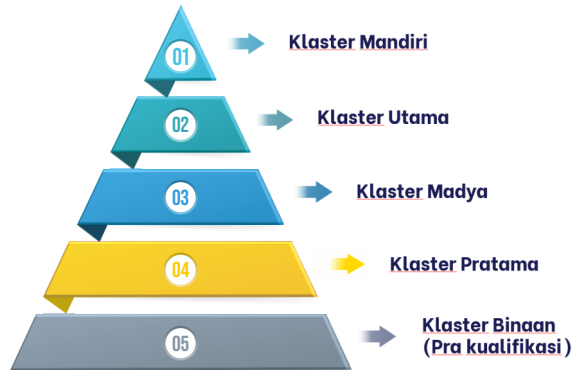 01
Klaster Mandiri
02
Klaster Utama
03
Klaster Madya
04
Klaster Pratama
05
Klaster Binaan
(Pra kualifikasi)